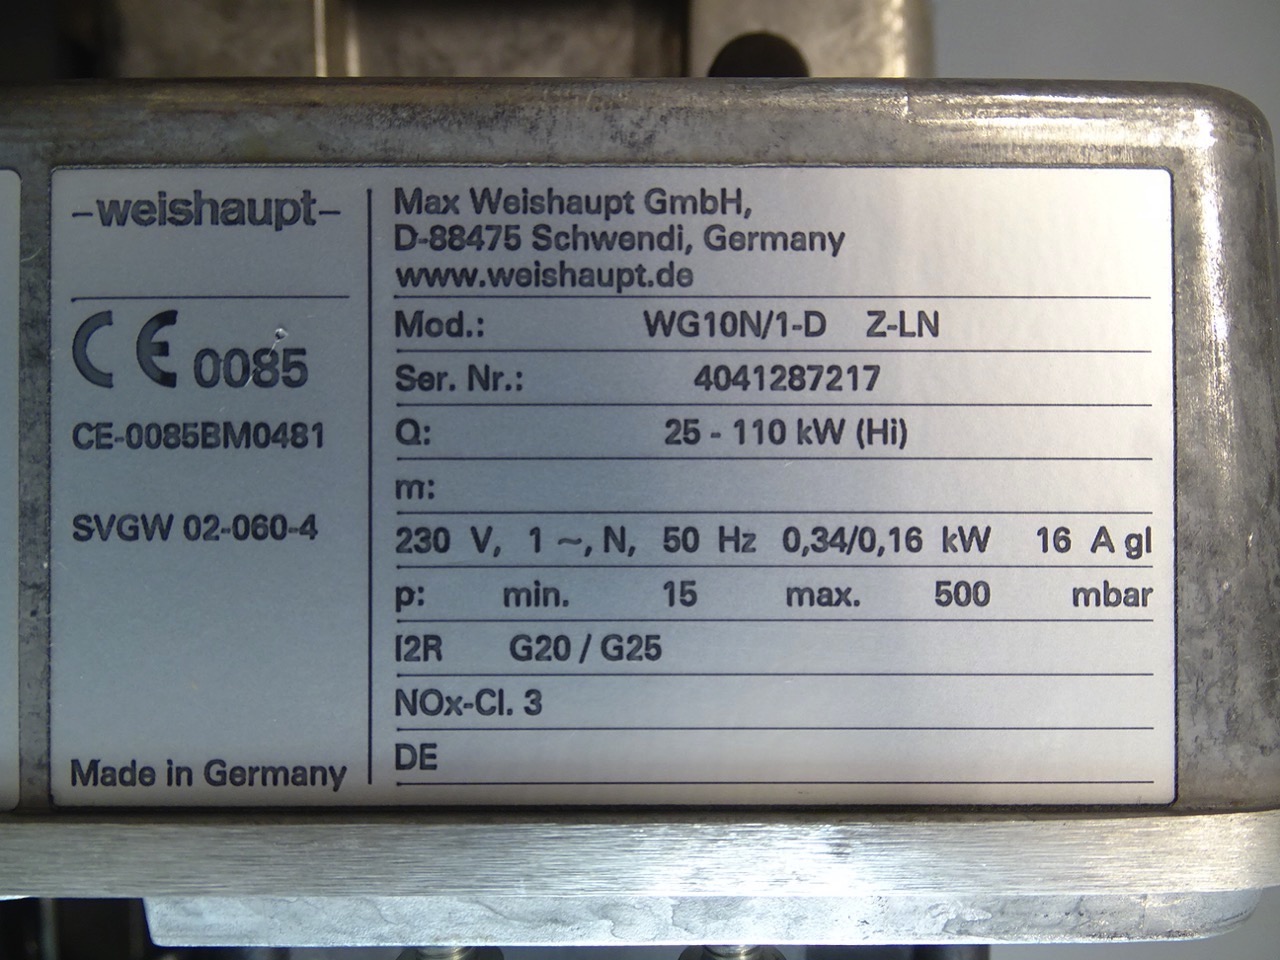 -weishaupt-
CE 0085
CE-0085BM0481
SVGW 02-060-4
Made in Germany
Max Weishaupt GmbH,
D-88475 Schwendi, Germany
www.weishaupt.de
Mod.: WG10N/1-D Z-LN
Ser. Nr.: 4041287217
Q: 25 - 110 kW (Hi)
m:
230 V, 1 ~, N, 50 Hz 0,34/0,16 kW 16 A gl
p: min. 15 max. 500 mbar
I2R G20 / G25
NOx-Cl. 3
DE